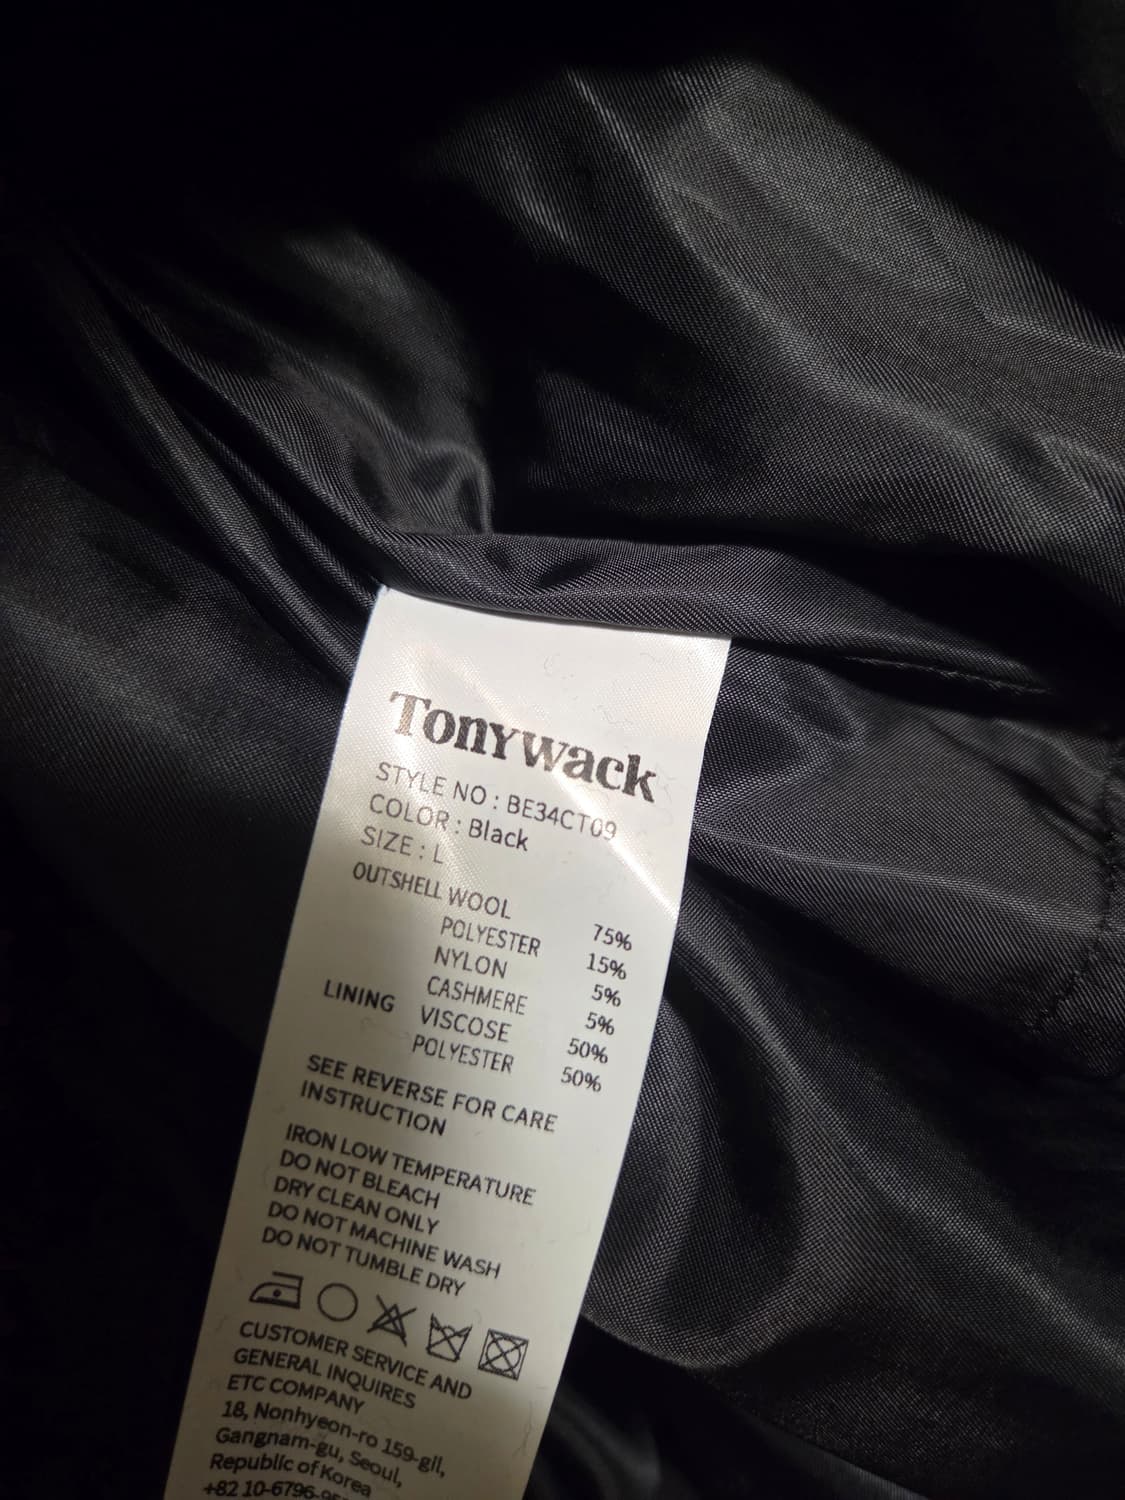 Tonywack
STYLE NO : BE34CT09
COLOR : Black
SIZE : L
OUTSHELL WOOL 75%
POLYESTER 15%
NYLON 5%
CASHMERE 5%
LINING VISCOSE 50%
POLYESTER 50%
SEE REVERSE FOR CARE
INSTRUCTION
IRON LOW TEMPERATURE
DO NOT BLEACH
DRY CLEAN ONLY
DO NOT MACHINE WASH
DO NOT TUMBLE DRY
CUSTOMER SERVICE AND
GENERAL INQUIRES
ETC COMPANY
18, Nonhyeon-ro 159-gil,
Gangnam-gu, Seoul,
Republic of Korea
+82 10-6796-